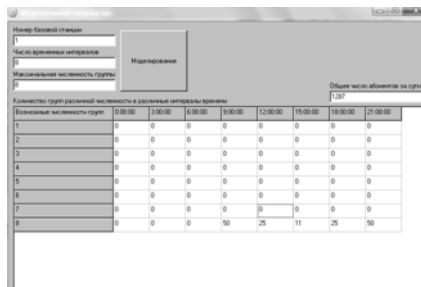 Номер базовой станции
1
Число временных интервалов
8
Максимальная численность группы
8
Моделирование
Общее число абонентов за сутки
1287
Количество групп различной численности в различные интервалы времени
Возможные численности групп 0:00:00 3:00:00 6:00:00 9:00:00 12:00:00 15:00:00 18:00:00 21:00:00
1 0 0 0 0 0 0 0 0
2 0 0 0 0 0 0 0 0
3 0 0 0 0 0 0 0 0
4 0 0 0 0 0 0 0 0
5 0 0 0 0 0 0 0 0
6 0 0 0 0 0 0 0 0
7 0 0 0 0 0 0 0 0
8 0 0 0 50 25 11 25 50